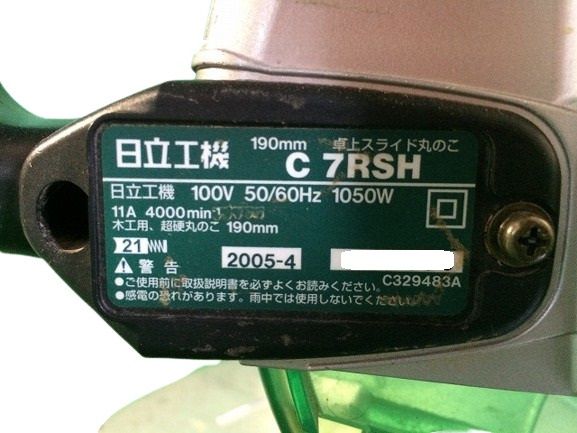 190mm 卓上スライド丸のこ
日立工機 C 7RSH
日立工機 100V 50/60Hz 1050W
11A 4000min
木工用、超硬丸のこ 190mm
21
警告 2005-4
C329483A
●ご使用前に取扱説明書を必ずよくお読みください。
●感電の恐れがあります。雨中では使用しないでください。